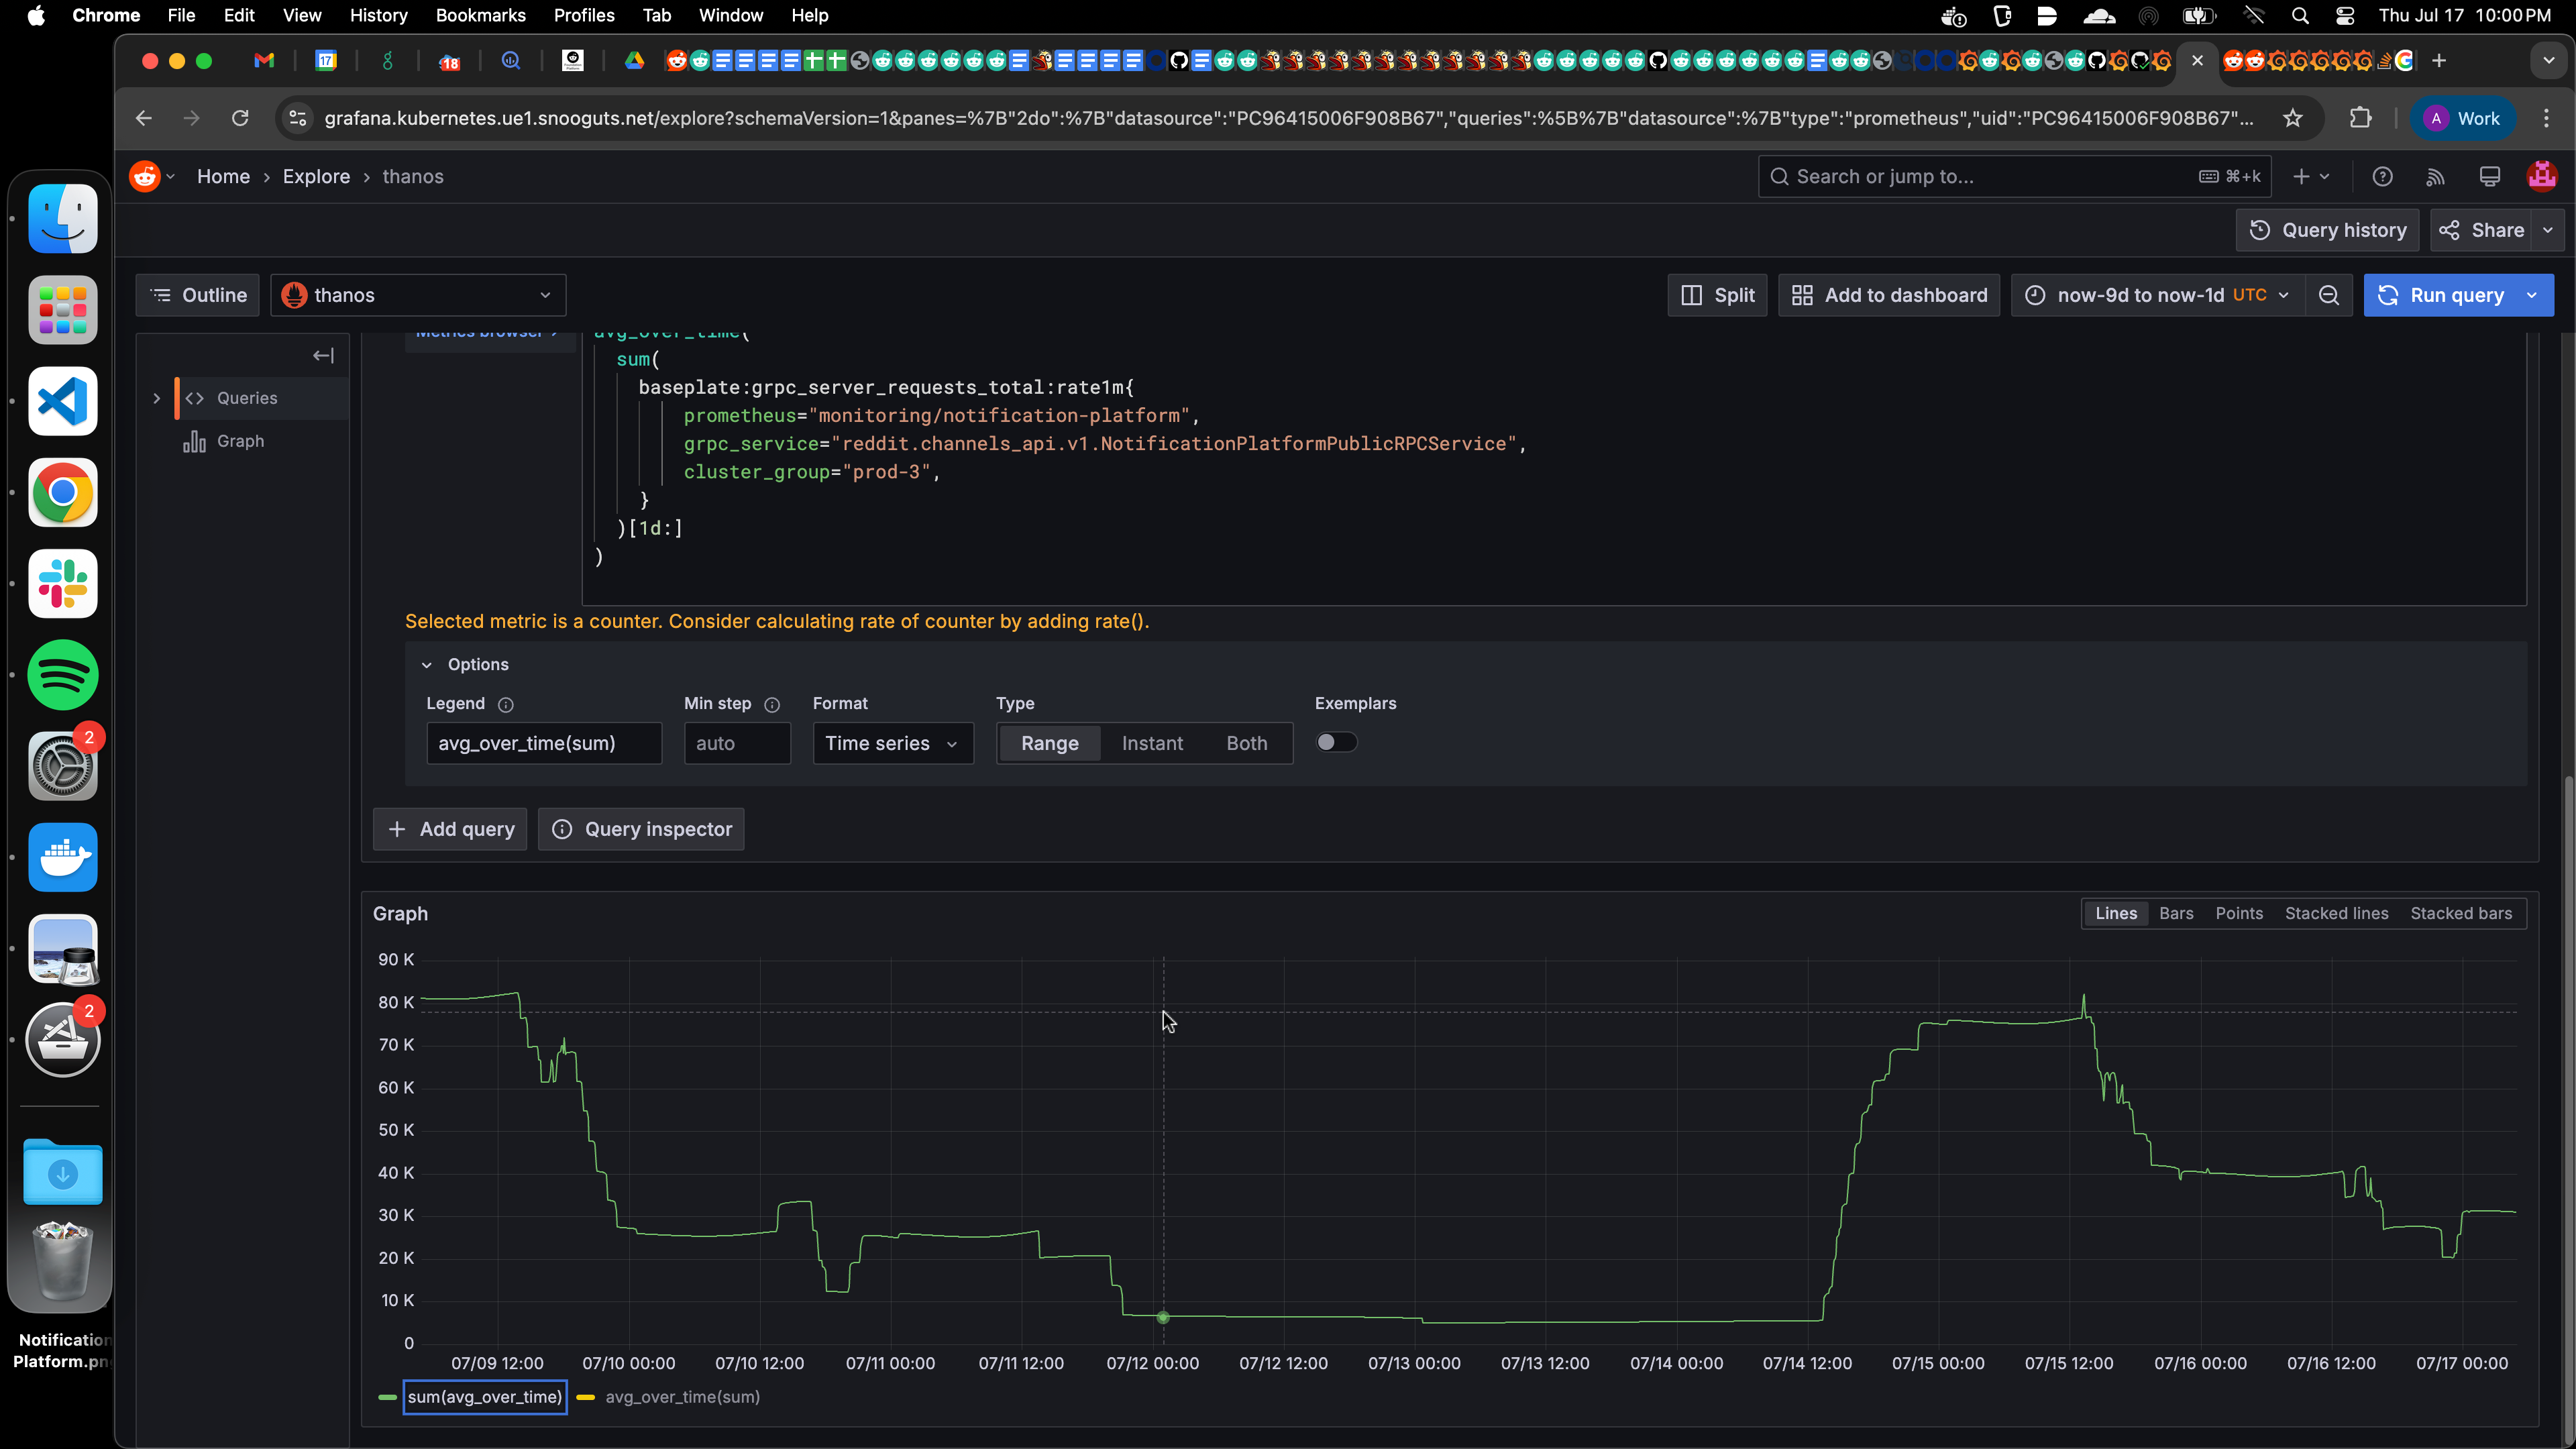 Chrome File Edit View History Bookmarks Profiles Tab Window Help
Thu Jul 17 10:00 PM
17
18
grafana.kubernetes.ue1.snooguts.net/explore?schemaVersion=1&panes=%7B"2do":%7B"datasource":"PC96415006F908B67","queries":%5B%7B"datasource":%7B"type":"prometheus","uid":"PC96415006F908B67"...
A Work
Home › Explore › thanos
Search or jump to... ⌘+k
Query history Share
Outline thanos
Split Add to dashboard now-9d to now-1d UTC Run query
Queries
Graph
Metrics browser
avg_over_time(
sum(
baseplate:grpc_server_requests_total:rate1m{
prometheus="monitoring/notification-platform",
grpc_service="reddit.channels_api.v1.NotificationPlatformPublicRPCService",
cluster_group="prod-3",
}
)[1d:]
)
Selected metric is a counter. Consider calculating rate of counter by adding rate().
Options
Legend Min step Format Type Exemplars
avg_over_time(sum) auto Time series Range Instant Both
+ Add query Query inspector
Graph
Lines Bars Points Stacked lines Stacked bars
90 K
80 K
70 K
60 K
50 K
40 K
30 K
20 K
10 K
0
07/09 12:00 07/10 00:00 07/10 12:00 07/11 00:00 07/11 12:00 07/12 00:00 07/12 12:00 07/13 00:00 07/13 12:00 07/14 00:00 07/14 12:00 07/15 00:00 07/15 12:00 07/16 00:00 07/16 12:00 07/17 00:00
sum(avg_over_time) avg_over_time(sum)
2
2
Notification
Platform.pn